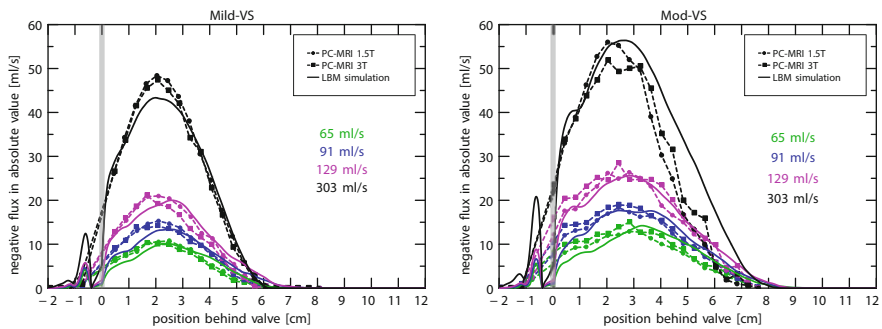 Mild-VS
60
50
40
30
20
10
0
negative flux in absolute value [ml/s]
PC-MRI 1.5T
PC-MRI 3T
LBM simulation
65 ml/s
91 ml/s
129 ml/s
303 ml/s
−2 −1 0 1 2 3 4 5 6 7 8 9 10 11 12
position behind valve [cm]
Mod-VS
60
50
40
30
20
10
0
negative flux in absolute value [ml/s]
PC-MRI 1.5T
PC-MRI 3T
LBM simulation
65 ml/s
91 ml/s
129 ml/s
303 ml/s
−2 −1 0 1 2 3 4 5 6 7 8 9 10 11 12
position behind valve [cm]